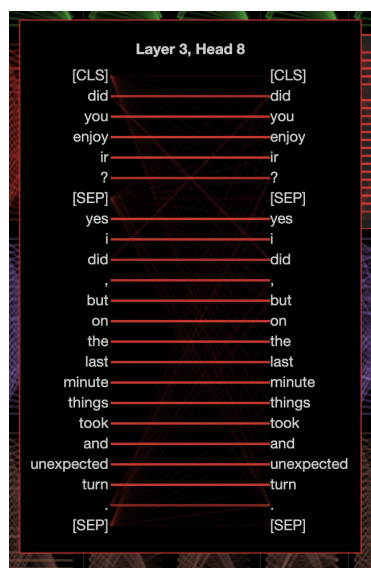 Layer 3, Head 8
[CLS] [CLS]
did did
you you
enjoy enjoy
ir ir
? ?
[SEP] [SEP]
yes yes
i i
did did
, ,
but but
on on
the the
last last
minute minute
things things
took took
and and
unexpected unexpected
turn turn
. .
[SEP] [SEP]